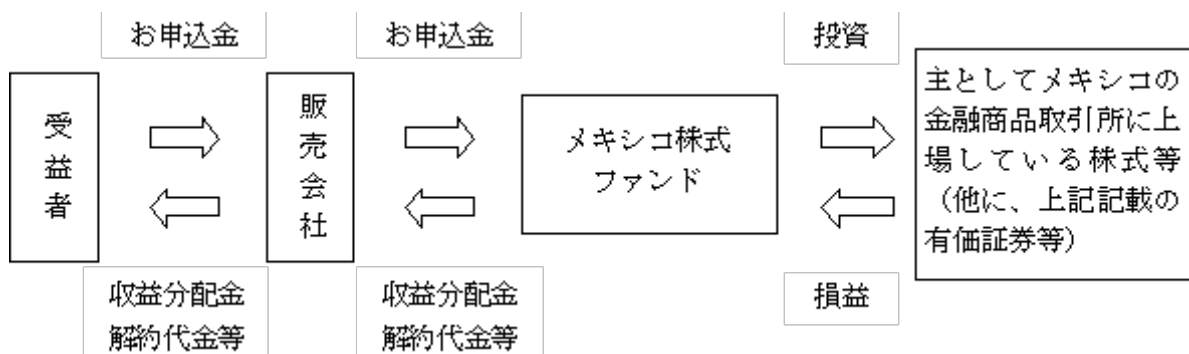 お申込金
お申込金
投資
受益者
販売会社
メキシコ株式
ファンド
主としてメキシコの
金融商品取引所に上
場している株式等
（他に、上記記載の
有価証券等）
収益分配金
解約代金等
収益分配金
解約代金等
損益